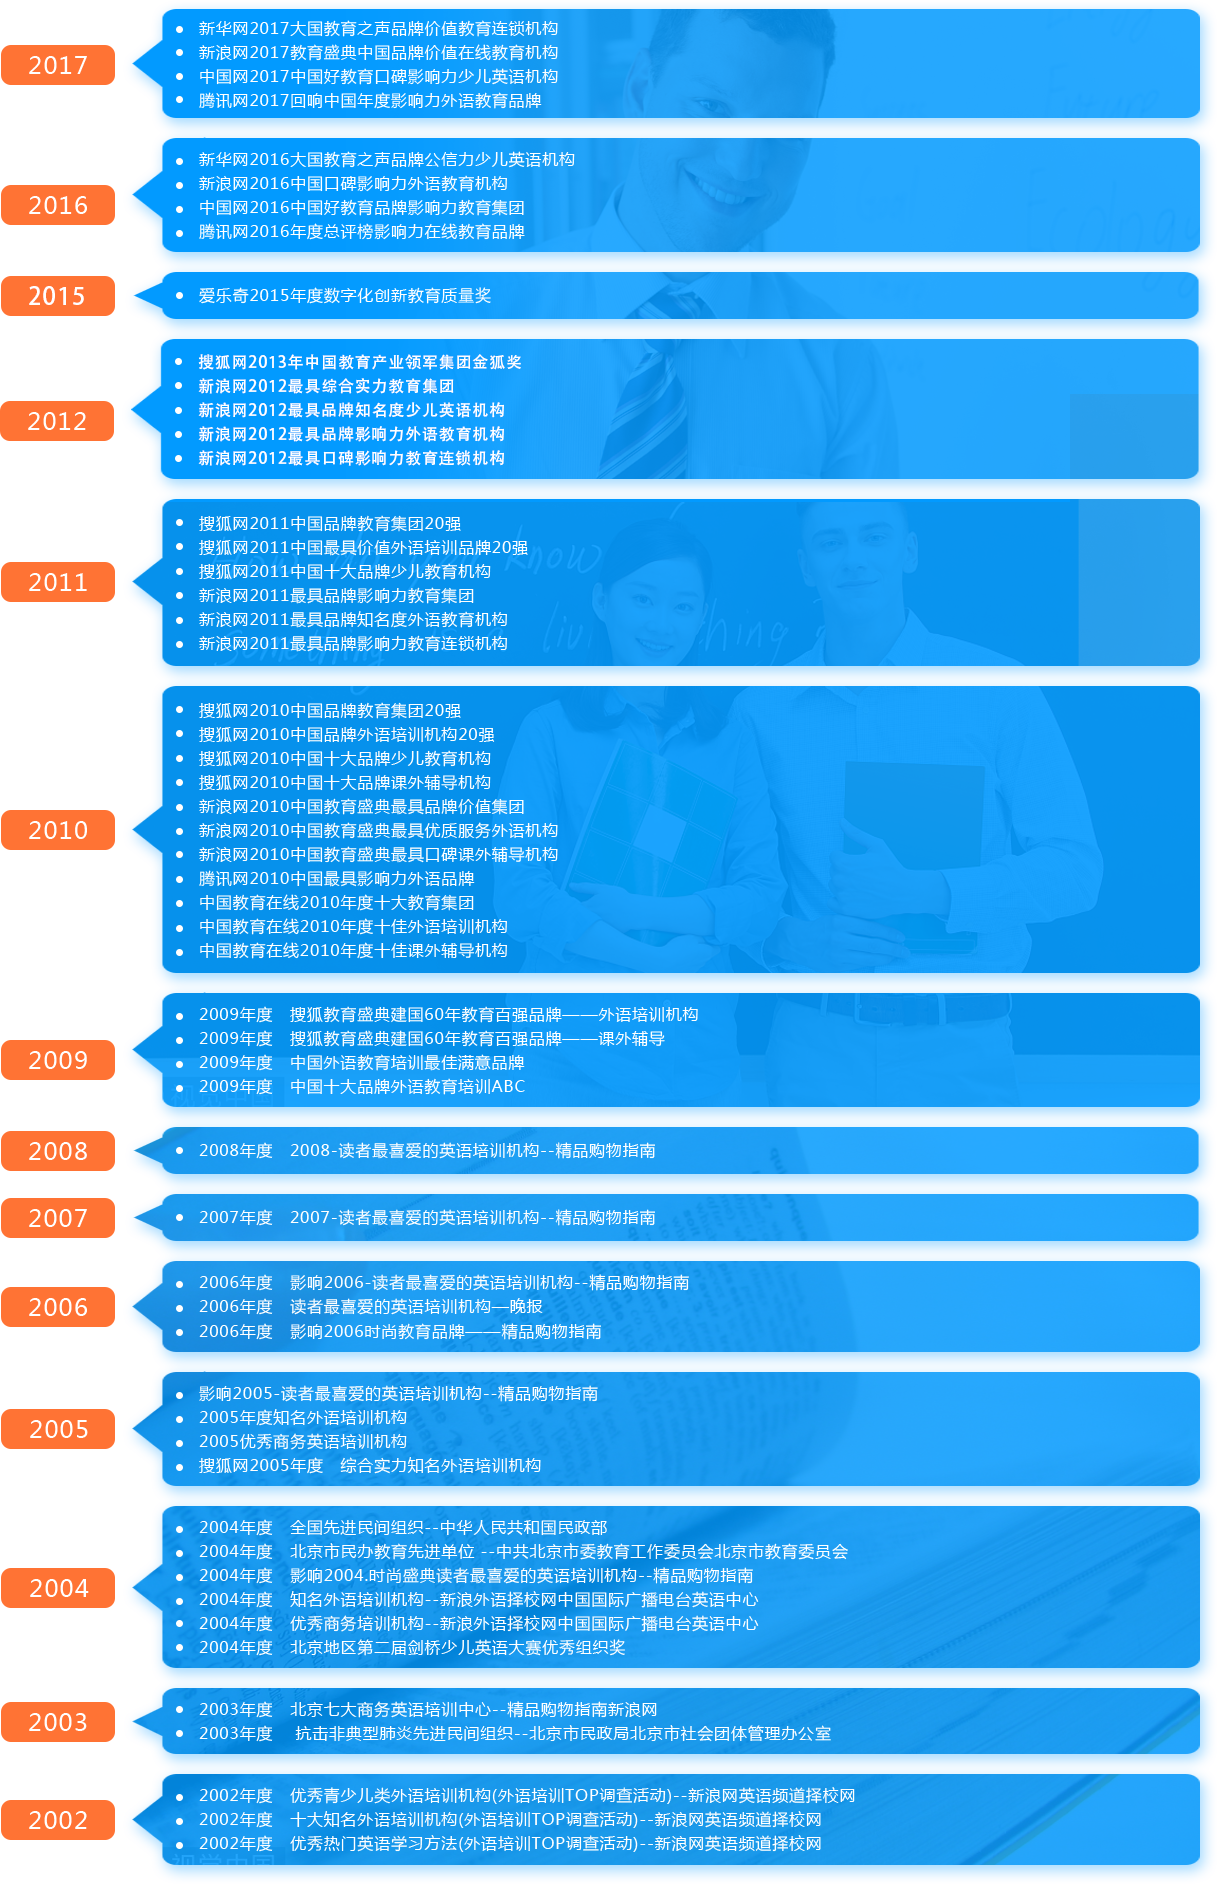 2017
新华网2017大国教育之声品牌价值教育连锁机构
新浪网2017教育盛典中国品牌价值在线教育机构
中国网2017中国好教育口碑影响力少儿英语机构
腾讯网2017回响中国年度影响力外语教育品牌
2016
新华网2016大国教育之声品牌公信力少儿英语机构
新浪网2016中国口碑影响力外语教育机构
中国网2016中国好教育品牌影响力教育集团
腾讯网2016年度总评榜影响力在线教育品牌
2015
爱乐奇2015年度数字化创新教育质量奖
2012
搜狐网2013年中国教育产业领军集团金狐奖
新浪网2012最具综合实力教育集团
新浪网2012最具品牌知名度少儿英语机构
新浪网2012最具品牌影响力外语教育机构
新浪网2012最具口碑影响力教育连锁机构
2011
搜狐网2011中国品牌教育集团20强
搜狐网2011中国最具价值外语培训品牌20强
搜狐网2011中国十大品牌少儿教育机构
新浪网2011最具品牌影响力教育集团
新浪网2011最具品牌知名度外语教育机构
新浪网2011最具品牌影响力教育连锁机构
2010
搜狐网2010中国品牌教育集团20强
搜狐网2010中国品牌外语培训机构20强
搜狐网2010中国十大品牌少儿教育机构
搜狐网2010中国十大品牌课外辅导机构
新浪网2010中国教育盛典最具品牌价值集团
新浪网2010中国教育盛典最具优质服务外语机构
新浪网2010中国教育盛典最具口碑课外辅导机构
腾讯网2010中国最具影响力外语品牌
中国教育在线2010年度十大教育集团
中国教育在线2010年度十佳外语培训机构
中国教育在线2010年度十佳课外辅导机构
2009
2009年度　搜狐教育盛典建国60年教育百强品牌——外语培训机构
2009年度　搜狐教育盛典建国60年教育百强品牌——课外辅导
2009年度　中国外语教育培训最佳满意品牌
2009年度　中国十大品牌外语教育培训ABC
2008
2008年度　2008-读者最喜爱的英语培训机构--精品购物指南
2007
2007年度　2007-读者最喜爱的英语培训机构--精品购物指南
2006
2006年度　影响2006-读者最喜爱的英语培训机构--精品购物指南
2006年度　读者最喜爱的英语培训机构—晚报
2006年度　影响2006时尚教育品牌——精品购物指南
2005
影响2005-读者最喜爱的英语培训机构--精品购物指南
2005年度知名外语培训机构
2005优秀商务英语培训机构
搜狐网2005年度　综合实力知名外语培训机构
2004
2004年度　全国先进民间组织--中华人民共和国民政部
2004年度　北京市民办教育先进单位 --中共北京市委教育工作委员会北京市教育委员会
2004年度　影响2004.时尚盛典读者最喜爱的英语培训机构--精品购物指南
2004年度　知名外语培训机构--新浪外语择校网中国国际广播电台英语中心
2004年度　优秀商务培训机构--新浪外语择校网中国国际广播电台英语中心
2004年度　北京地区第二届剑桥少儿英语大赛优秀组织奖
2003
2003年度　北京七大商务英语培训中心--精品购物指南新浪网
2003年度　抗击非典型肺炎先进民间组织--北京市民政局北京市社会团体管理办公室
2002
2002年度　优秀青少儿类外语培训机构(外语培训TOP调查活动)--新浪网英语频道择校网
2002年度　十大知名外语培训机构(外语培训TOP调查活动)--新浪网英语频道择校网
2002年度　优秀热门英语学习方法(外语培训TOP调查活动)--新浪网英语频道择校网